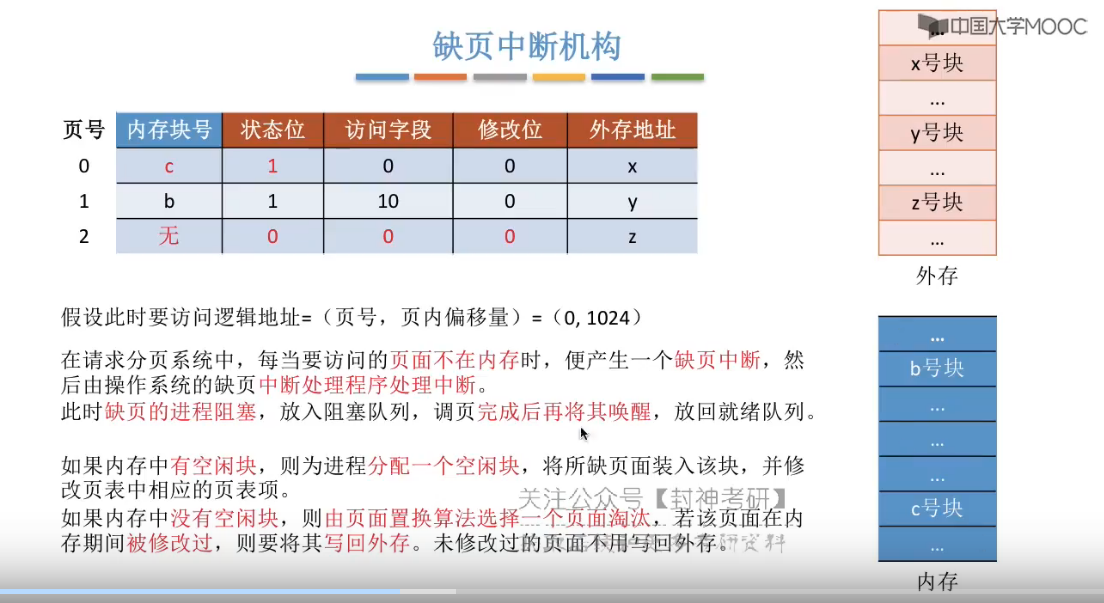 中国大学MOOC
缺页中断机构
页号 内存块号 状态位 访问字段 修改位 外存地址
0 c 1 0 0 x
1 b 1 10 0 y
2 无 0 0 0 z
...
x号块
...
y号块
...
z号块
...
外存
假设此时要访问逻辑地址=（页号，页内偏移量）=（0, 1024）
在请求分页系统中，每当要访问的页面不在内存时，便产生一个缺页中断，然
后由操作系统的缺页中断处理程序处理中断。
此时缺页的进程阻塞，放入阻塞队列，调页完成后再将其唤醒，放回就绪队列。
如果内存中有空闲块，则为进程分配一个空闲块，将所缺页面装入该块，并修
改页表中相应的页表项。
关注公众号【封神考研】
如果内存中没有空闲块，则由页面置换算法选择一个页面淘汰，若该页面在内
存期间被修改过，则要将其写回外存。未修改过的页面不用写回外存。
...
b号块
...
...
...
c号块
...
内存